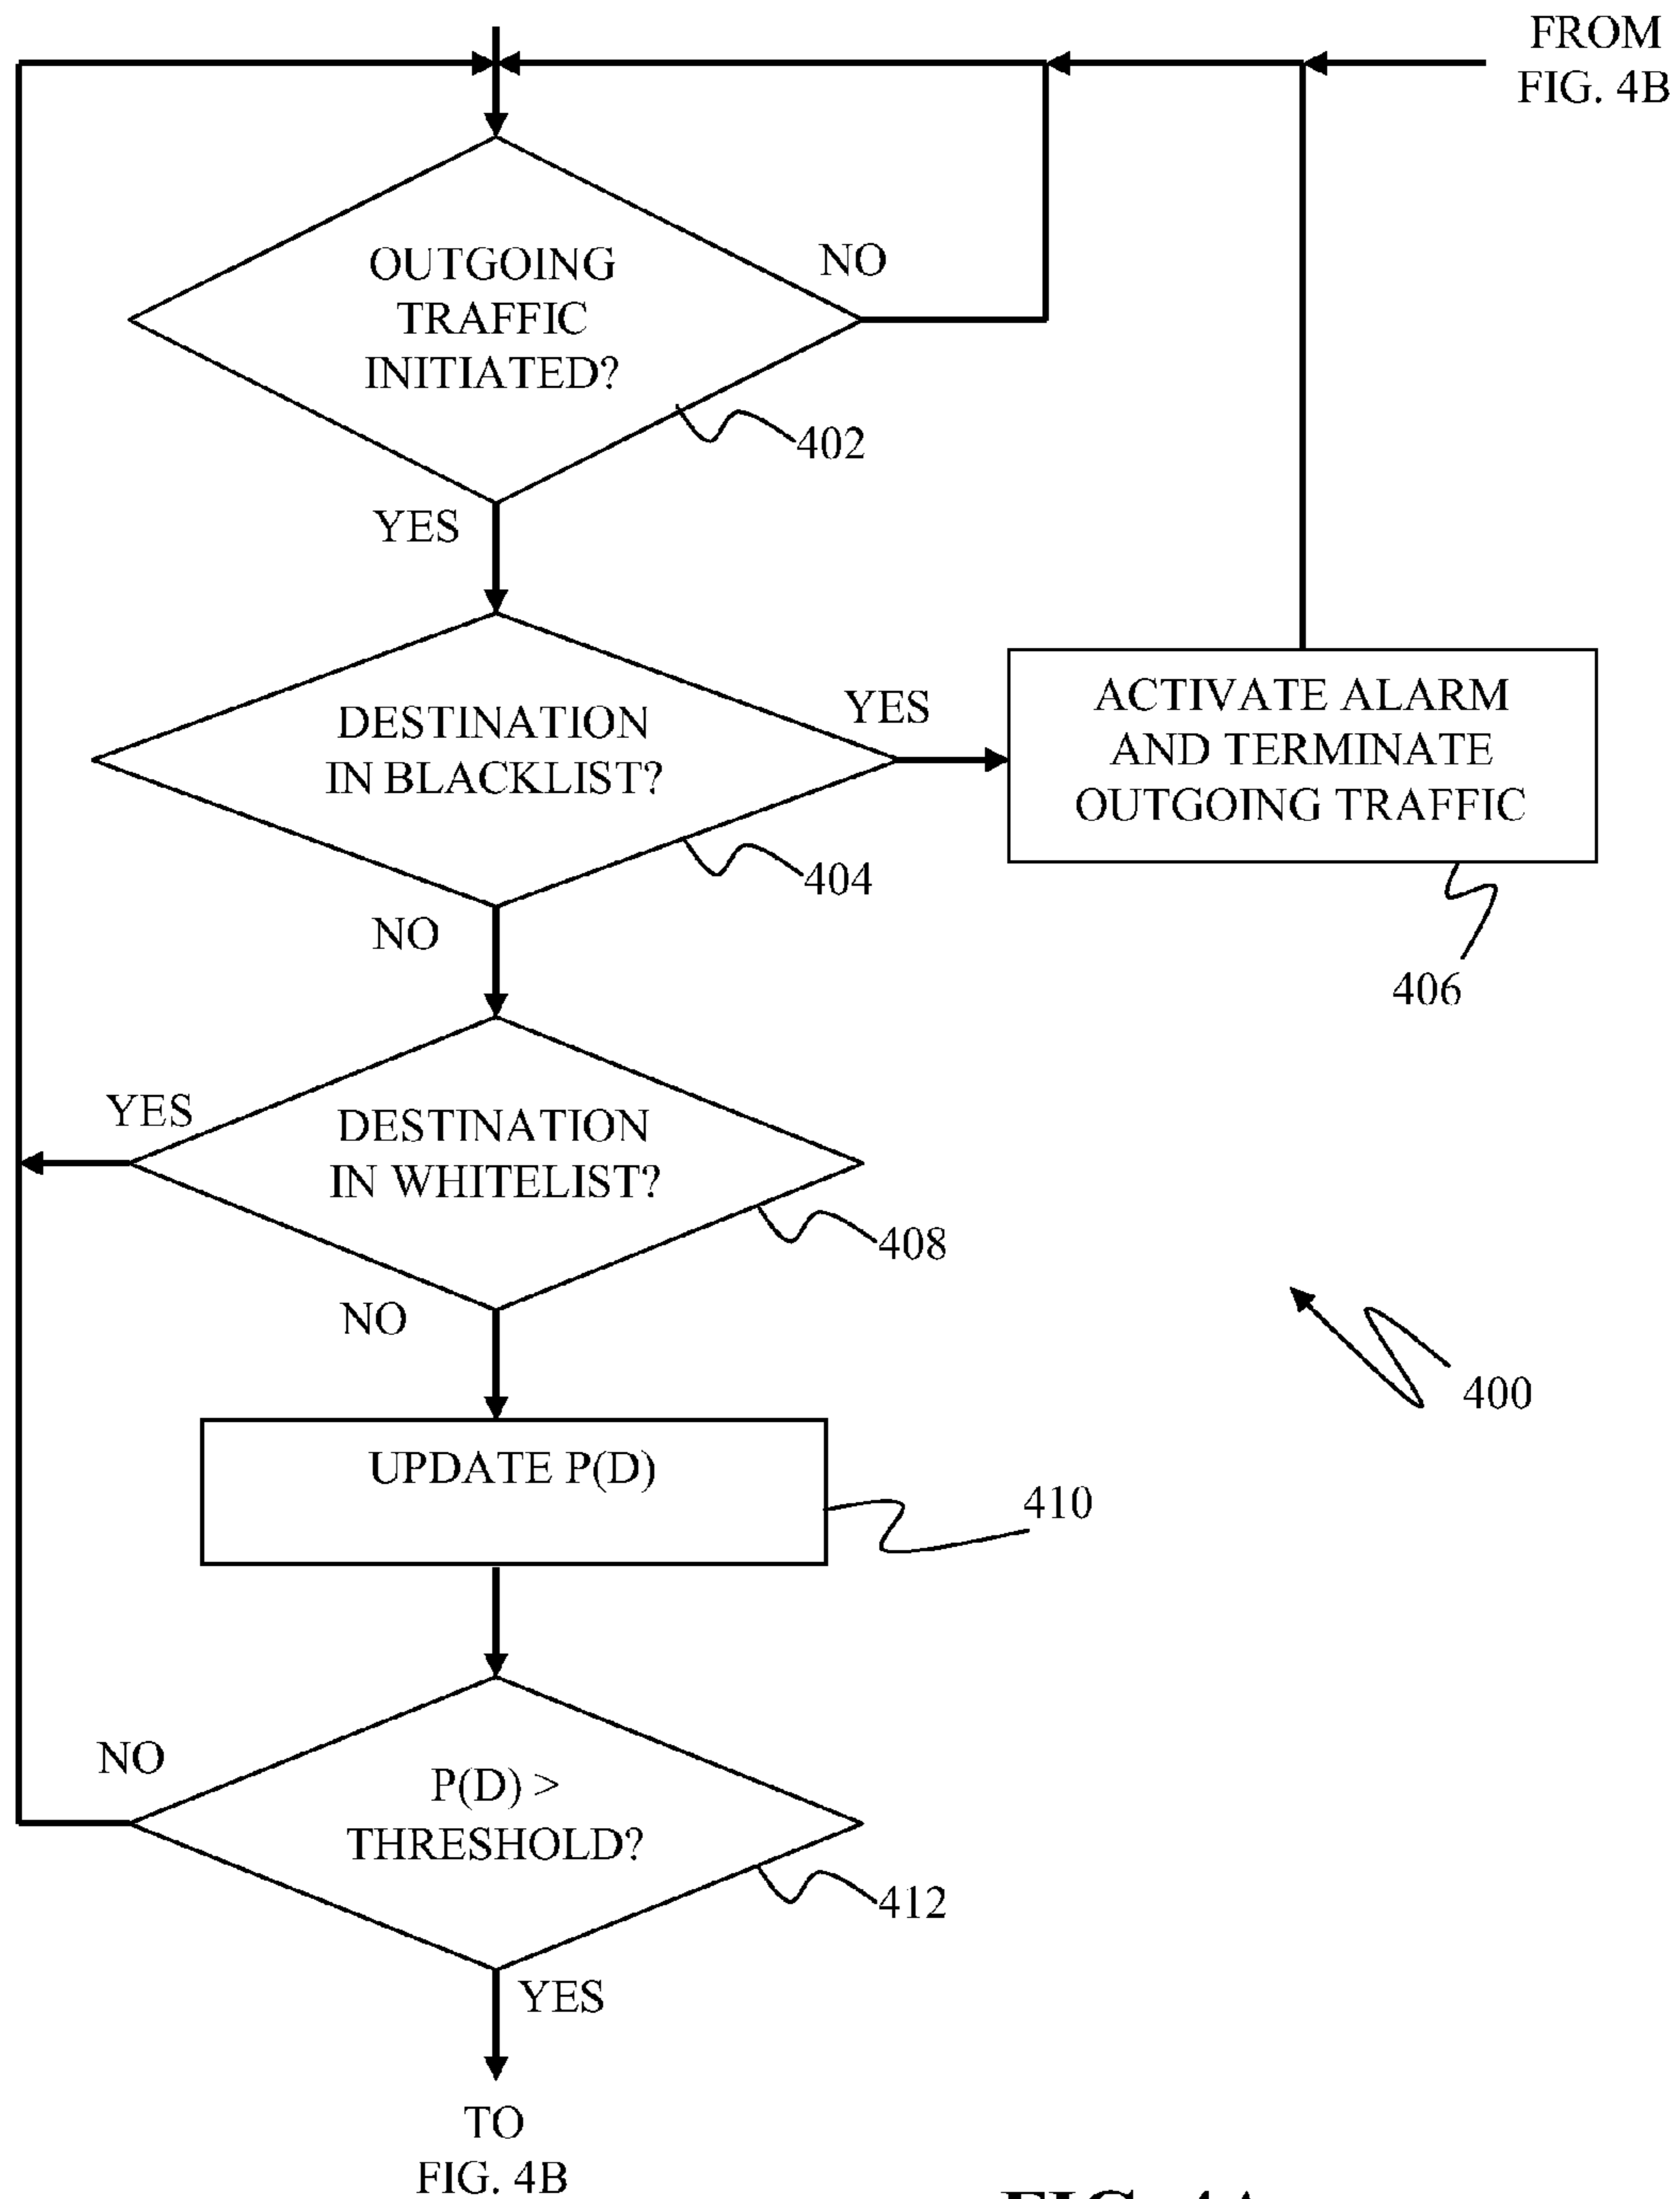 FROM
FIG. 4B
OUTGOING
TRAFFIC
INITIATED?
NO
402
YES
DESTINATION
IN BLACKLIST?
YES
ACTIVATE ALARM
AND TERMINATE
OUTGOING TRAFFIC
404
406
NO
DESTINATION
IN WHITELIST?
YES
408
NO
400
UPDATE P(D)
410
P(D) >
THRESHOLD?
NO
412
YES
TO
FIG. 4B